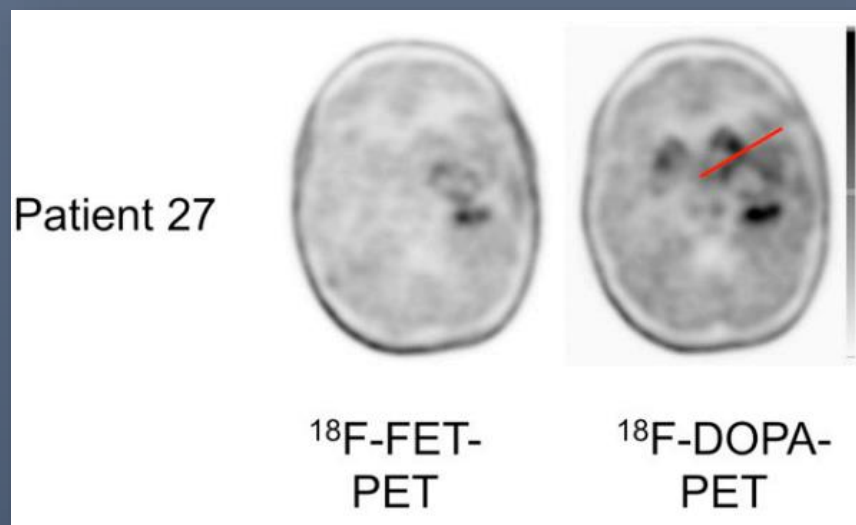 Patient 27
¹⁸F-FET-
PET
¹⁸F-DOPA-
PET